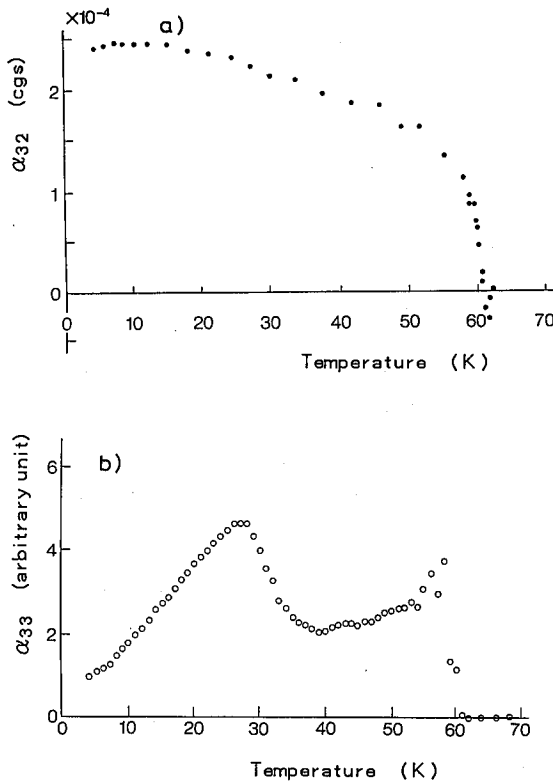 ×10⁻⁴
a)
α₃₂ (cgs)
2
1
0
0 10 20 30 40 50 60 70
Temperature (K)
b)
α₃₃ (arbitrary unit)
6
4
2
0
0 10 20 30 40 50 60 70
Temperature (K)